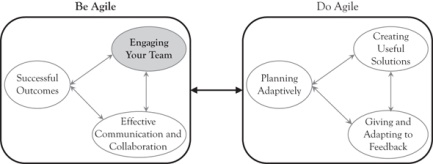 Be Agile
Engaging
Your Team
Successful
Outcomes
Effective
Communication and
Collaboration
Do Agile
Creating
Useful
Solutions
Planning
Adaptively
Giving and
Adapting to
Feedback